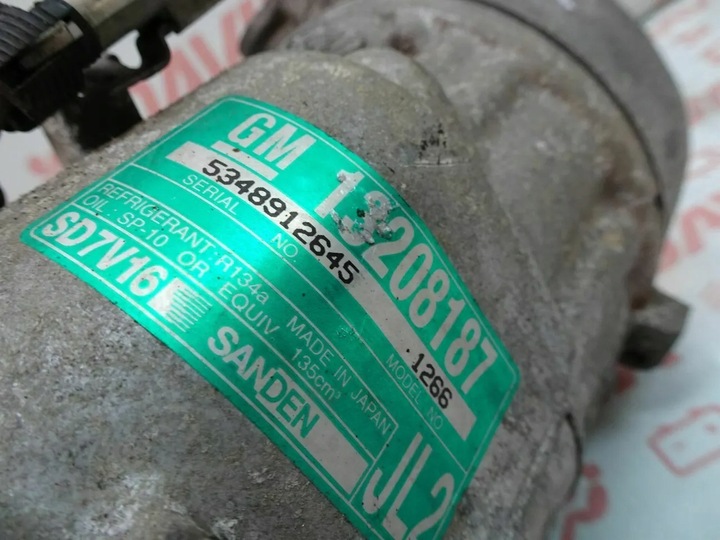 GM 13208187
SERIAL NO. MODEL NO.
5348912645 1266
REFRIGERANT: R134a MADE IN JAPAN
OIL: SP-10 OR EQUIV. 135cm³
SD7V16 SANDEN JL2